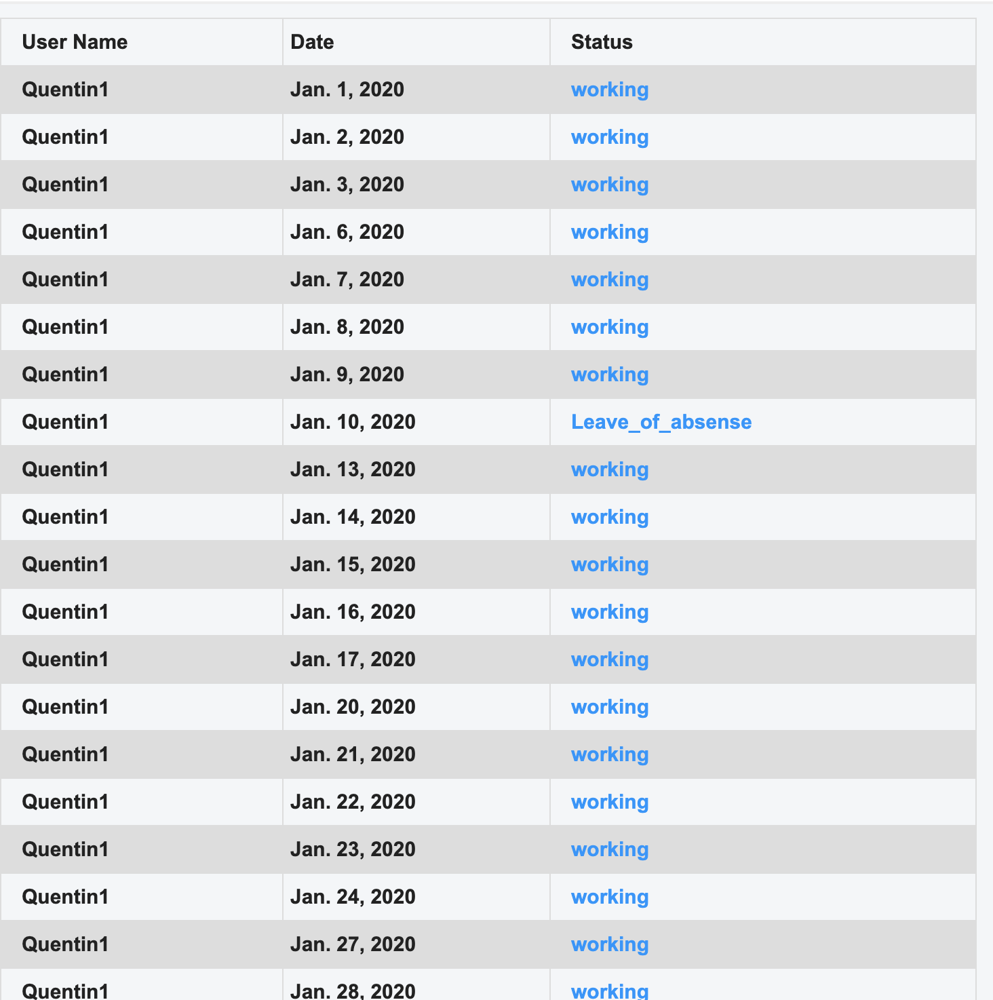 User Name Date Status
Quentin1 Jan. 1, 2020 working
Quentin1 Jan. 2, 2020 working
Quentin1 Jan. 3, 2020 working
Quentin1 Jan. 6, 2020 working
Quentin1 Jan. 7, 2020 working
Quentin1 Jan. 8, 2020 working
Quentin1 Jan. 9, 2020 working
Quentin1 Jan. 10, 2020 Leave_of_absense
Quentin1 Jan. 13, 2020 working
Quentin1 Jan. 14, 2020 working
Quentin1 Jan. 15, 2020 working
Quentin1 Jan. 16, 2020 working
Quentin1 Jan. 17, 2020 working
Quentin1 Jan. 20, 2020 working
Quentin1 Jan. 21, 2020 working
Quentin1 Jan. 22, 2020 working
Quentin1 Jan. 23, 2020 working
Quentin1 Jan. 24, 2020 working
Quentin1 Jan. 27, 2020 working
Quentin1 Jan. 28, 2020 working